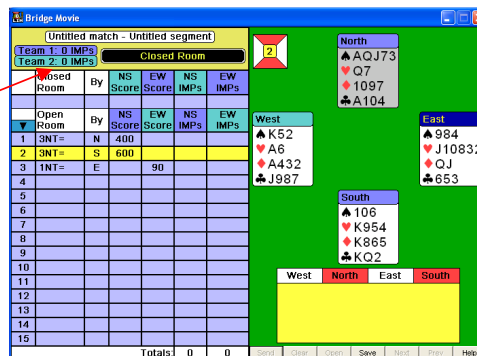 Bridge Movie
Untitled match - Untitled segment
Team 1: 0 IMPs
Team 2: 0 IMPs
Closed Room
Closed Room By NS Score EW Score NS IMPs EW IMPs
Open Room By NS Score EW Score NS IMPs EW IMPs
1 3NT= N 400
2 3NT= S 600
3 1NT= E 90
4
5
6
7
8
9
10
11
12
13
14
15
Totals: 0 0
2
North
♠ AQJ73
♥ Q7
♦ 1097
♣ A104
West
♠ K52
♥ A6
♦ A432
♣ J987
East
♠ 984
♥ J10832
♦ QJ
♣ 653
South
♠ 106
♥ K954
♦ K865
♣ KQ2
West North East South
Send Clear Open Save Next Prev Help